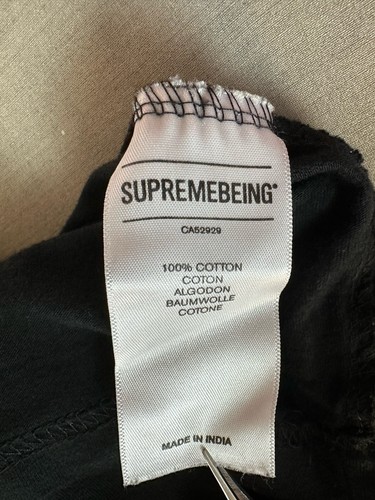 SUPREMEBEING®
CA52929
100% COTTON
COTON
ALGODON
BAUMWOLLE
COTONE
MADE IN INDIA